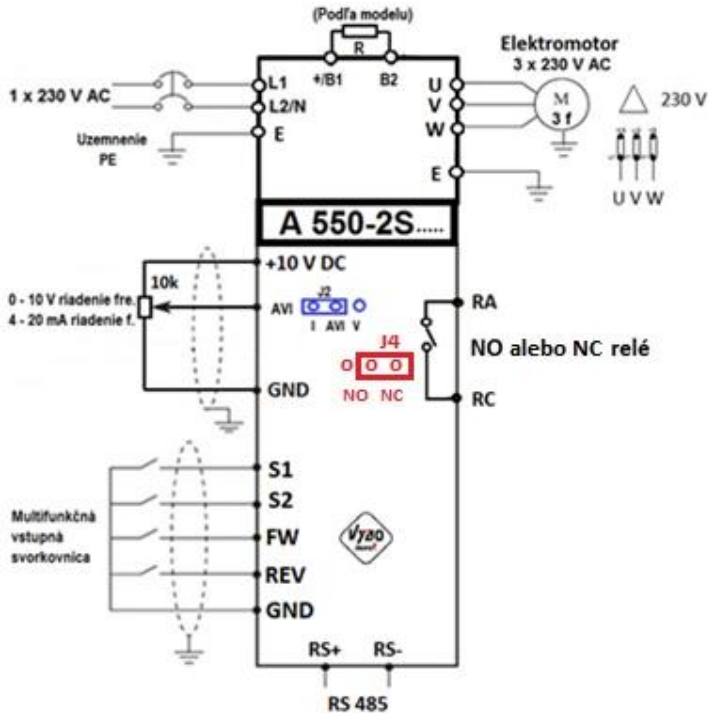 (Podľa modelu)
R
+/B1 B2
1 x 230 V AC
L1
L2/N
E
Uzemnenie
PE
U
V
W
E
Elektromotor
3 x 230 V AC
M
3 f
230 V
U V W
A 550-2S.....
+10 V DC
10k
0 - 10 V riadenie fre.
4 - 20 mA riadenie f.
AVI
J2
I AVI V
J4
NO NC
GND
RA
NO alebo NC relé
RC
S1
S2
FW
REV
GND
Multifunkčná
vstupná
svorkovnica
Vybo
RS+ RS-
RS 485